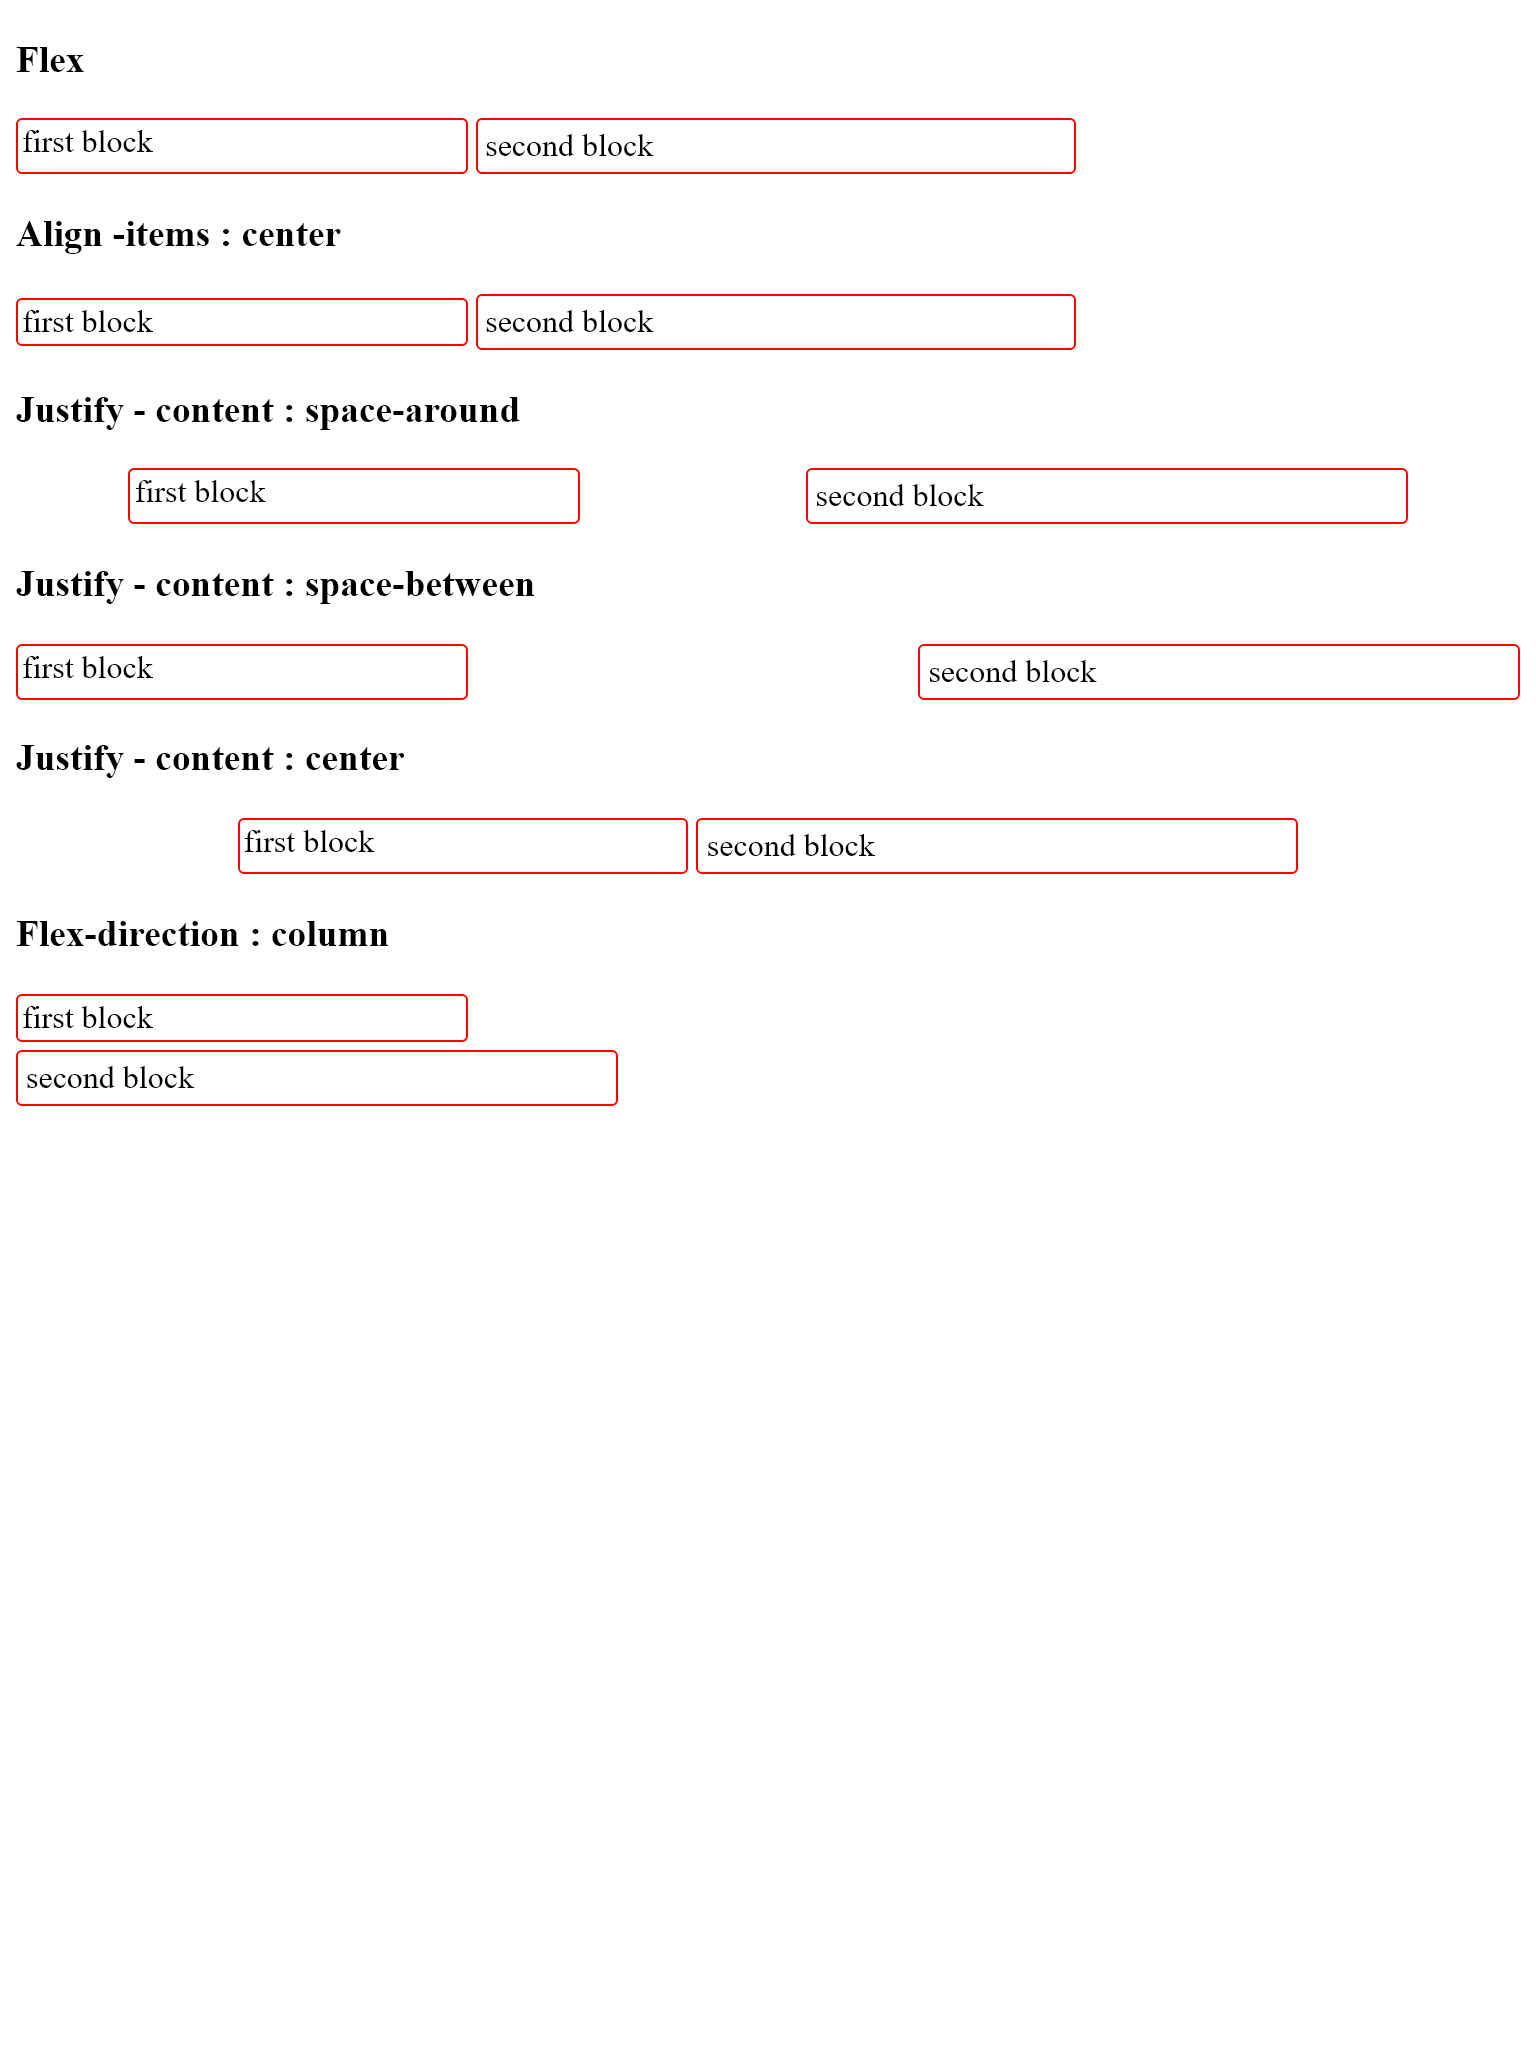 Flex
first block second block
Align -items : center
first block second block
Justify - content : space-around
first block second block
Justify - content : space-between
first block second block
Justify - content : center
first block second block
Flex-direction : column
first block
second block